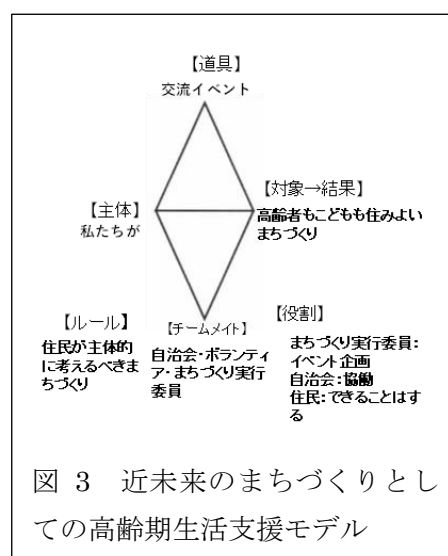 【道具】
交流イベント
【主体】
私たちが
【対象→結果】
高齢者もこどもも住みよい
まちづくり
【ルール】
住民が主体的
に考えるべきま
ちづくり
【チームメイト】
自治会・ボランティ
ア・まちづくり実行
委員
【役割】
まちづくり実行委員：
イベント企画
自治会：協働
住民：できることはす
る
図 3 近未来のまちづくりとし
ての高齢期生活支援モデル